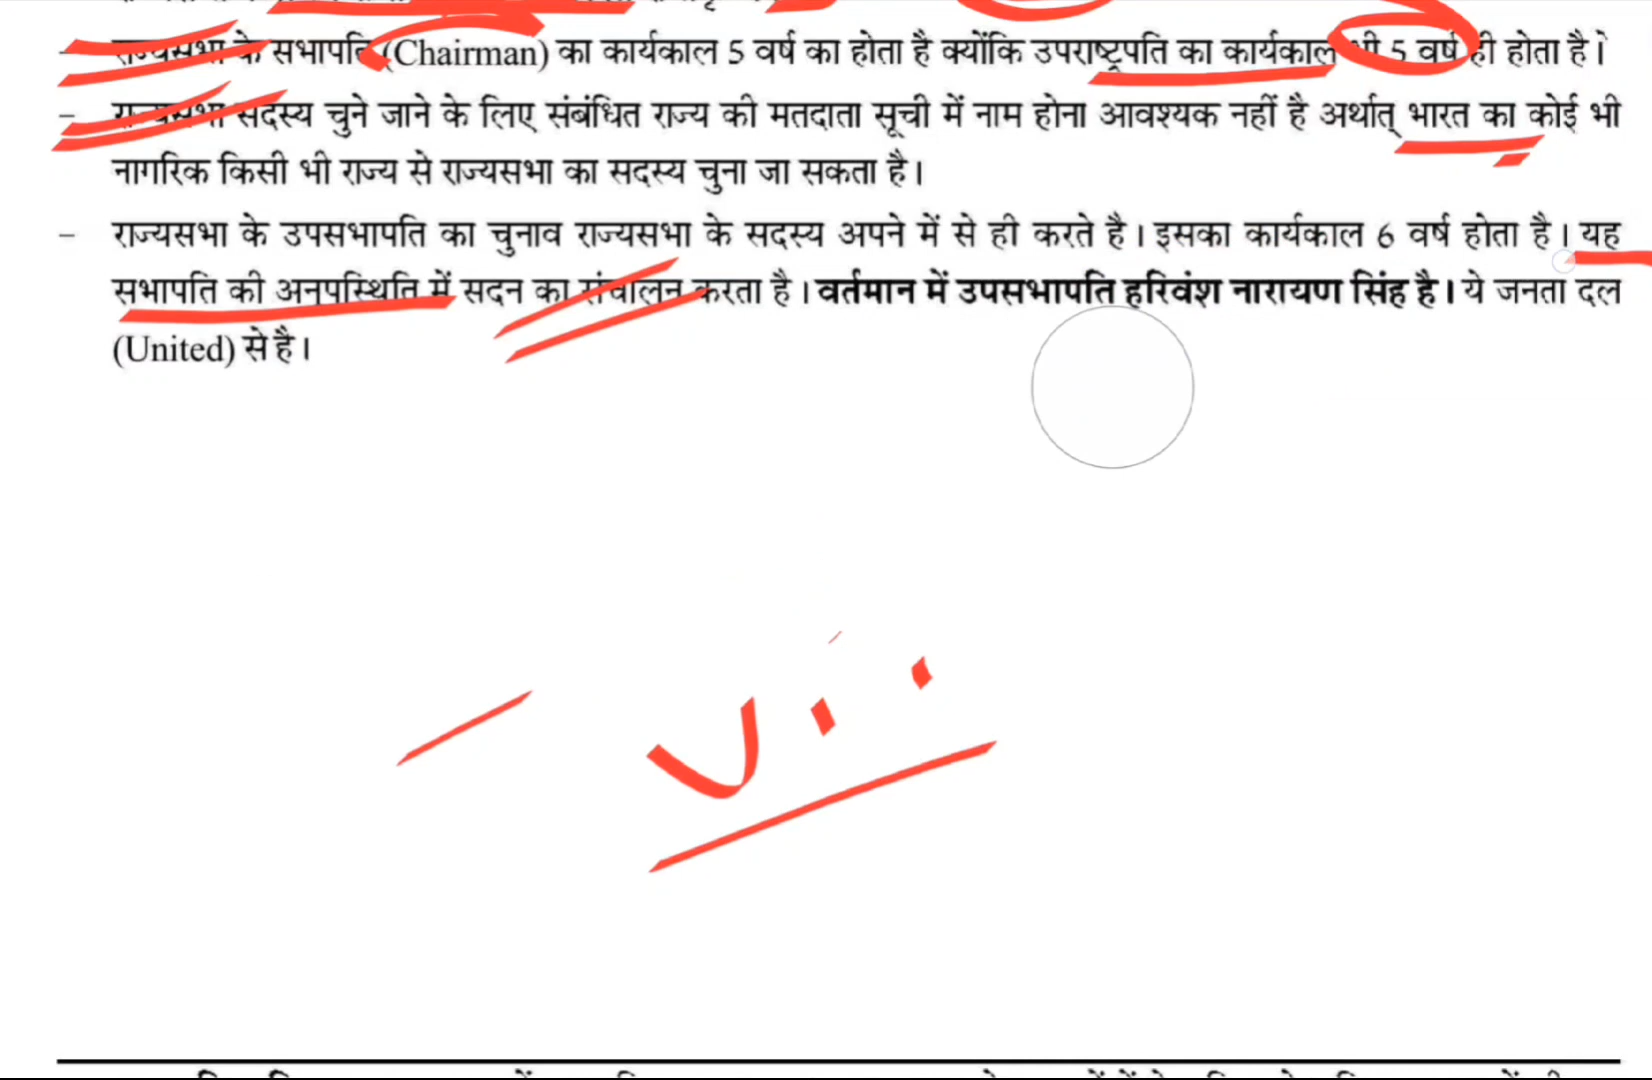 राज्यसभा के सभापति (Chairman) का कार्यकाल 5 वर्ष का होता है क्योंकि उपराष्ट्रपति का कार्यकाल भी 5 वर्ष ही होता है।
– राज्यसभा सदस्य चुने जाने के लिए संबंधित राज्य की मतदाता सूची में नाम होना आवश्यक नहीं है अर्थात् भारत का कोई भी
नागरिक किसी भी राज्य से राज्यसभा का सदस्य चुना जा सकता है।
– राज्यसभा के उपसभापति का चुनाव राज्यसभा के सदस्य अपने में से ही करते है। इसका कार्यकाल 6 वर्ष होता है। यह
सभापति की अनुपस्थिति में सदन का संचालन करता है। वर्तमान में उपसभापति हरिवंश नारायण सिंह है। ये जनता दल
(United) से है।